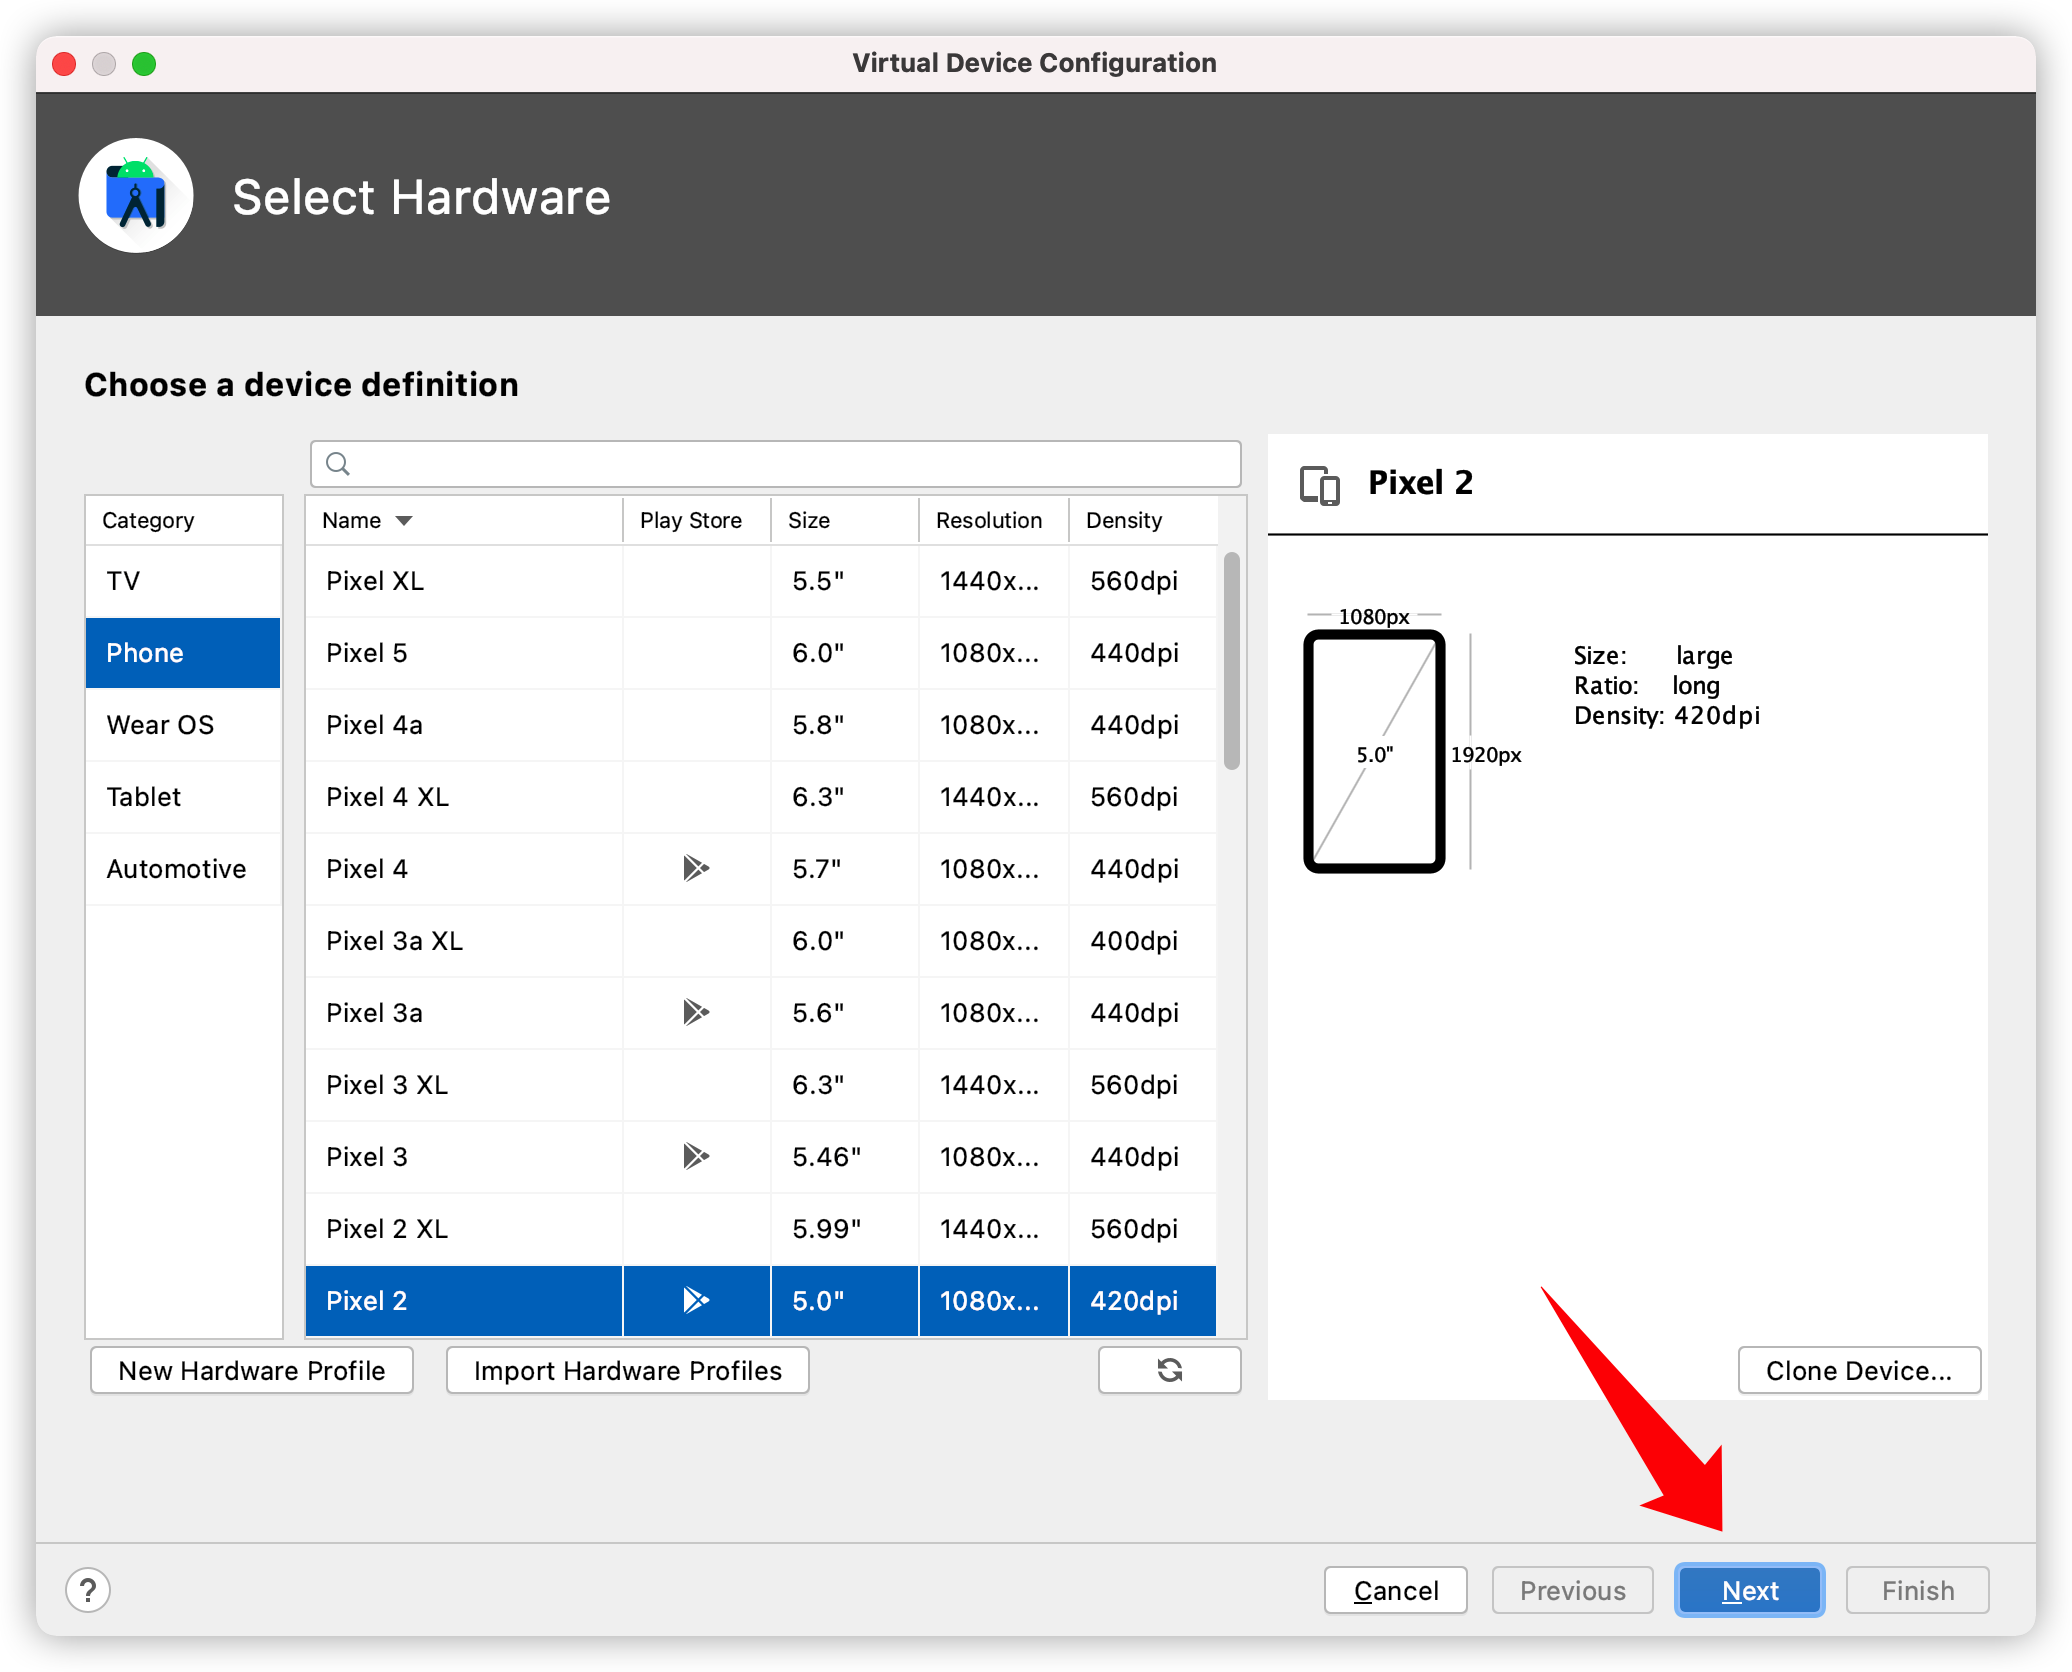 Virtual Device Configuration
Select Hardware
Choose a device definition
Category
TV
Phone
Wear OS
Tablet
Automotive
Name Play Store Size Resolution Density
Pixel XL 5.5" 1440x... 560dpi
Pixel 5 6.0" 1080x... 440dpi
Pixel 4a 5.8" 1080x... 440dpi
Pixel 4 XL 6.3" 1440x... 560dpi
Pixel 4 5.7" 1080x... 440dpi
Pixel 3a XL 6.0" 1080x... 400dpi
Pixel 3a 5.6" 1080x... 440dpi
Pixel 3 XL 6.3" 1440x... 560dpi
Pixel 3 5.46" 1080x... 440dpi
Pixel 2 XL 5.99" 1440x... 560dpi
Pixel 2 5.0" 1080x... 420dpi
New Hardware Profile Import Hardware Profiles
Pixel 2
1080px
5.0"
1920px
Size: large
Ratio: long
Density: 420dpi
Clone Device...
? Cancel Previous Next Finish